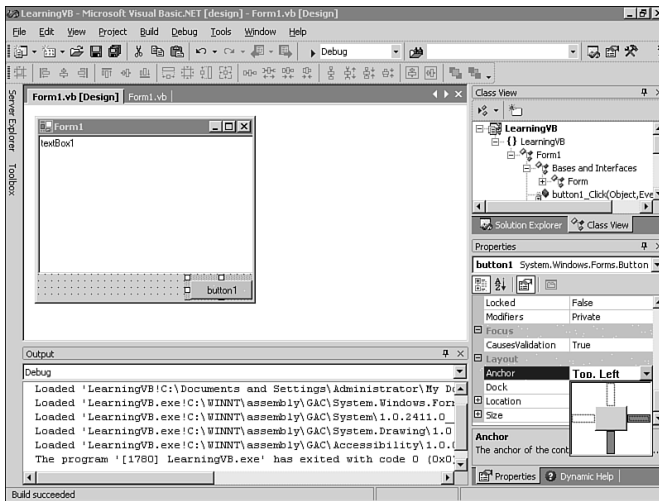 LearningVB - Microsoft Visual Basic.NET [design] - Form1.vb [Design]
File Edit View Project Build Debug Tools Window Help
Debug
Form1.vb [Design] Form1.vb
Server Explorer
Toolbox
Form1
textBox1
button1
Class View
LearningVB
{} LearningVB
Form1
Bases and Interfaces
Form
button1_Click(Object,Eve
Solution Explorer Class View
Properties
button1 System.Windows.Forms.Button
Locked False
Modifiers Private
Focus
CausesValidation True
Layout
Anchor Top, Left
Dock
Location
Size
Anchor
The anchor of the cont
Properties Dynamic Help
Output
Debug
Loaded 'LearningVB!C:\Documents and Settings\Administrator\My Do
Loaded 'LearningVB.exe!C:\WINNT\assembly\GAC\System.Windows.For
Loaded 'LearningVB.exe!C:\WINNT\assembly\GAC\System\1.0.2411.0_
Loaded 'LearningVB.exe!C:\WINNT\assembly\GAC\System.Drawing\1.0
Loaded 'LearningVB.exe!C:\WINNT\assembly\GAC\Accessibility\1.0.
The program '[1780] LearningVB.exe' has exited with code 0 (0x0
Build succeeded